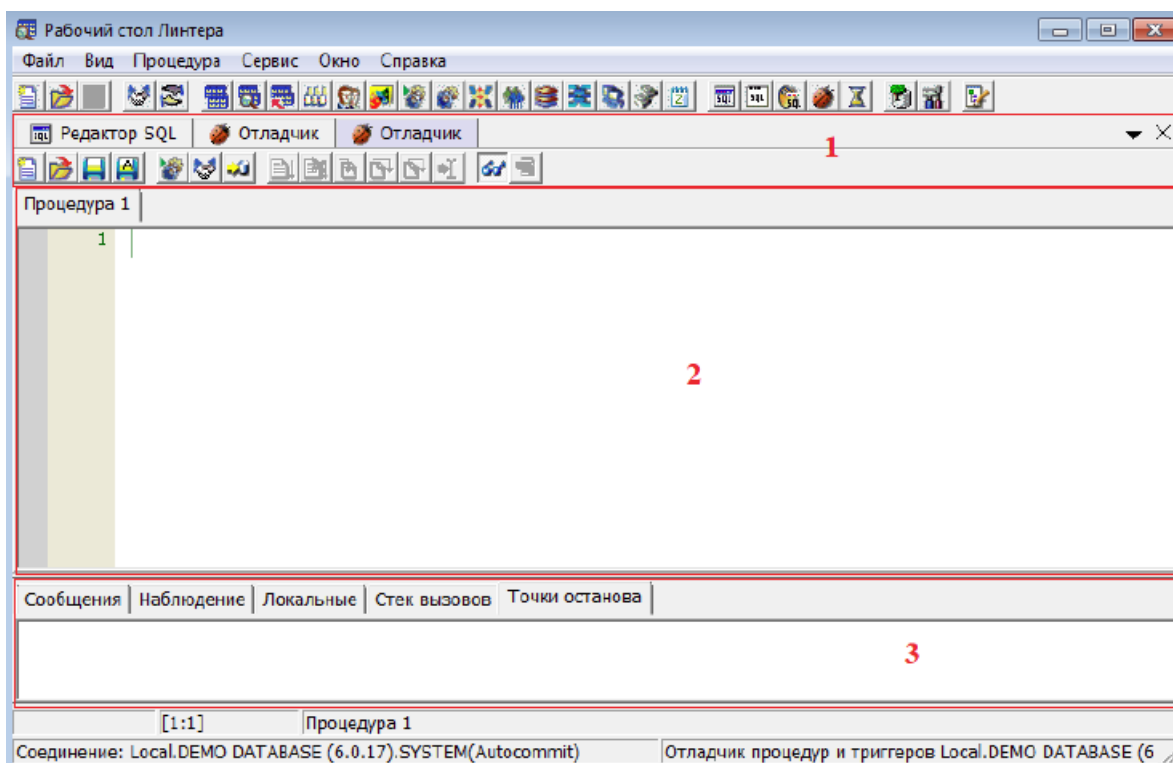 Рабочий стол Линтера
Файл Вид Процедура Сервис Окно Справка
Редактор SQL Отладчик Отладчик
1
Процедура 1
1
2
Сообщения Наблюдение Локальные Стек вызовов Точки останова
3
[1:1] Процедура 1
Соединение: Local.DEMO DATABASE (6.0.17).SYSTEM(Autocommit) Отладчик процедур и триггеров Local.DEMO DATABASE (6